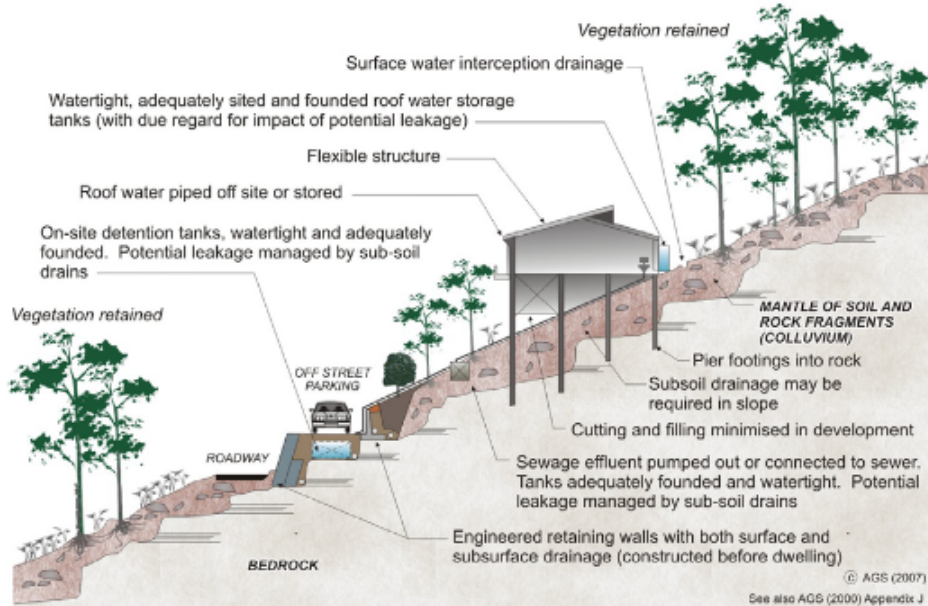 Vegetation retained
Surface water interception drainage
Watertight, adequately sited and founded roof water storage
tanks (with due regard for impact of potential leakage)
Flexible structure
Roof water piped off site or stored
On-site detention tanks, watertight and adequately
founded. Potential leakage managed by sub-soil
drains
Vegetation retained
MANTLE OF SOIL AND
ROCK FRAGMENTS
(COLLUVIUM)
Pier footings into rock
OFF STREET
PARKING
Subsoil drainage may be
required in slope
Cutting and filling minimised in development
ROADWAY
Sewage effluent pumped out or connected to sewer.
Tanks adequately founded and watertight. Potential
leakage managed by sub-soil drains
Engineered retaining walls with both surface and
subsurface drainage (constructed before dwelling)
BEDROCK
© AGS (2007)
See also AGS (2000) Appendix J